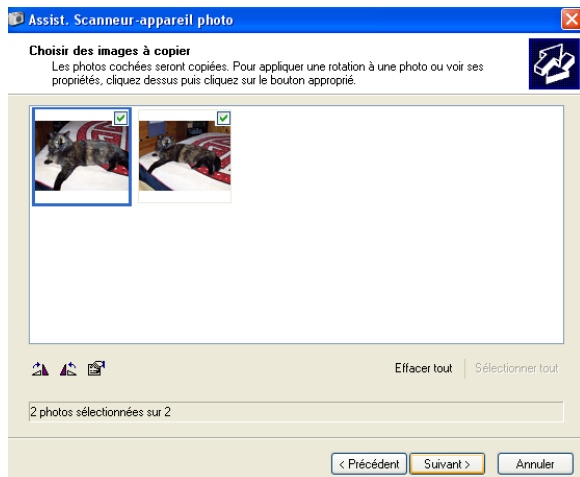 Assist. Scanneur-appareil photo
Choisir des images à copier
Les photos cochées seront copiées. Pour appliquer une rotation à une photo ou voir ses
propriétés, cliquez dessus puis cliquez sur le bouton approprié.
Effacer tout Sélectionner tout
2 photos sélectionnées sur 2
< Précédent Suivant > Annuler